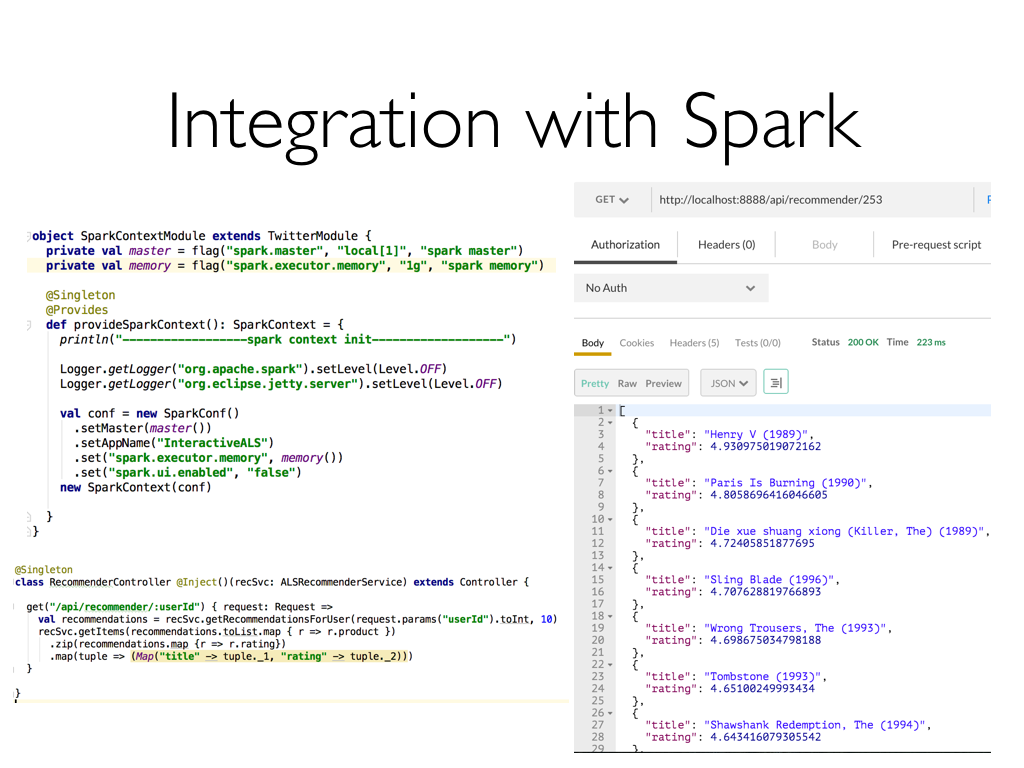 Integration with Spark
object SparkContextModule extends TwitterModule {
private val master = flag("spark.master", "local[1]", "spark master")
private val memory = flag("spark.executor.memory", "1g", "spark memory")
@Singleton
@Provides
def provideSparkContext(): SparkContext = {
println("------------------spark context init-------------------")
Logger.getLogger("org.apache.spark").setLevel(Level.OFF)
Logger.getLogger("org.eclipse.jetty.server").setLevel(Level.OFF)
val conf = new SparkConf()
.setMaster(master())
.setAppName("InteractiveALS")
.set("spark.executor.memory", memory())
.set("spark.ui.enabled", "false")
new SparkContext(conf)
}
}
@Singleton
class RecommenderController @Inject()(recSvc: ALSRecommenderService) extends Controller {
get("/api/recommender/:userId") { request: Request =>
val recommendations = recSvc.getRecommendationsForUser(request.params("userId").toInt, 10)
recSvc.getItems(recommendations.toList.map { r => r.product })
.zip(recommendations.map {r => r.rating})
.map(tuple => (Map("title" -> tuple._1, "rating" -> tuple._2)))
}
}
GET http://localhost:8888/api/recommender/253
Authorization Headers (0) Body Pre-request script
No Auth
Body Cookies Headers (5) Tests (0/0) Status 200 OK Time 223 ms
Pretty Raw Preview JSON
1 [
2 {
3 "title": "Henry V (1989)",
4 "rating": 4.930975019072162
5 },
6 {
7 "title": "Paris Is Burning (1990)",
8 "rating": 4.8058696416046605
9 },
10 {
11 "title": "Die xue shuang xiong (Killer, The) (1989)",
12 "rating": 4.72405851877695
13 },
14 {
15 "title": "Sling Blade (1996)",
16 "rating": 4.707628819766893
17 },
18 {
19 "title": "Wrong Trousers, The (1993)",
20 "rating": 4.698675034798188
21 },
22 {
23 "title": "Tombstone (1993)",
24 "rating": 4.65100249993434
25 },
26 {
27 "title": "Shawshank Redemption, The (1994)",
28 "rating": 4.643416079305542
29 },